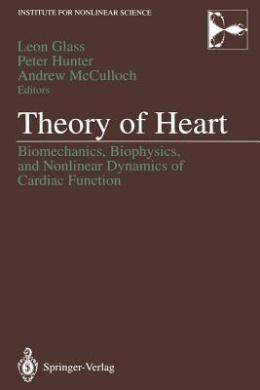 INSTITUTE FOR NONLINEAR SCIENCE
Leon Glass
Peter Hunter
Andrew McCulloch
Editors
Theory of Heart
Biomechanics, Biophysics,
and Nonlinear Dynamics of
Cardiac Function
Springer-Verlag